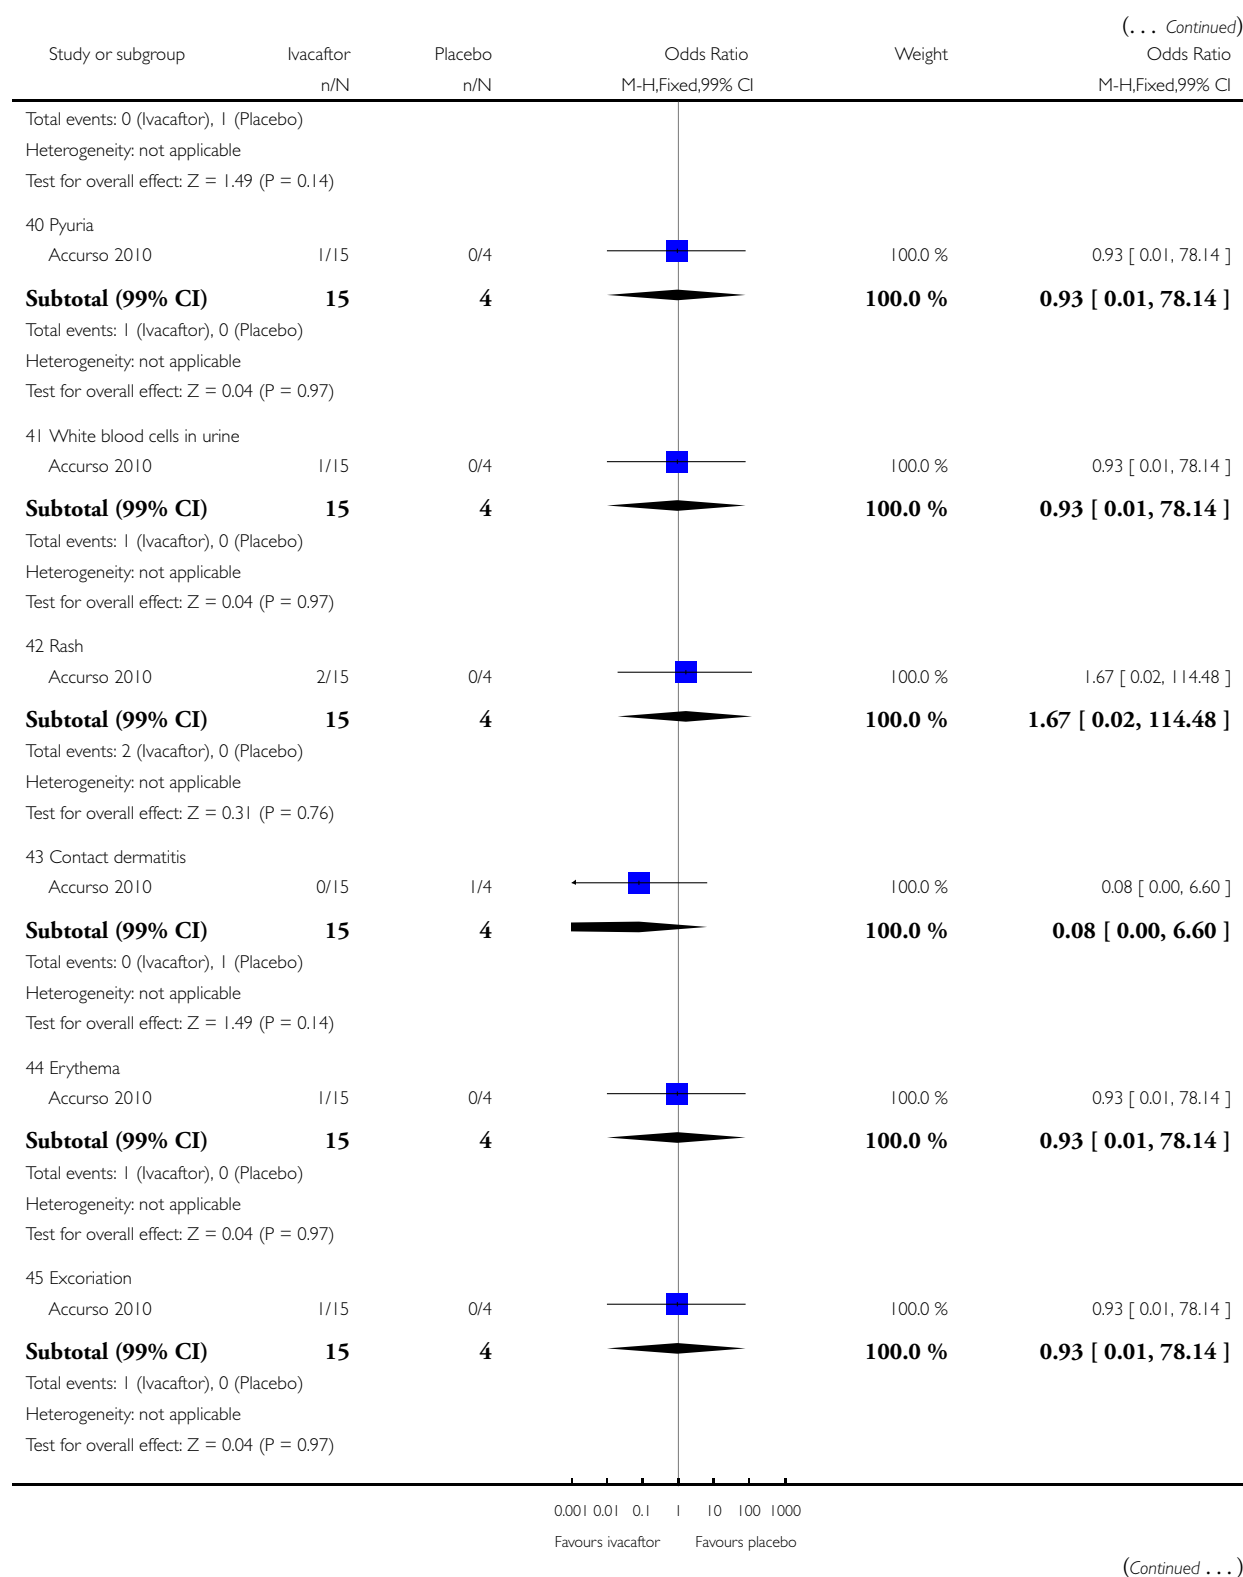 (... Continued)
Study or subgroup Ivacaftor Placebo Odds Ratio Weight Odds Ratio
n/N n/N M-H,Fixed,99% CI M-H,Fixed,99% CI
Total events: 0 (Ivacaftor), 1 (Placebo)
Heterogeneity: not applicable
Test for overall effect: Z = 1.49 (P = 0.14)
40 Pyuria
Accurso 2010 1/15 0/4 100.0 % 0.93 [ 0.01, 78.14 ]
Subtotal (99% CI) 15 4 100.0 % 0.93 [ 0.01, 78.14 ]
Total events: 1 (Ivacaftor), 0 (Placebo)
Heterogeneity: not applicable
Test for overall effect: Z = 0.04 (P = 0.97)
41 White blood cells in urine
Accurso 2010 1/15 0/4 100.0 % 0.93 [ 0.01, 78.14 ]
Subtotal (99% CI) 15 4 100.0 % 0.93 [ 0.01, 78.14 ]
Total events: 1 (Ivacaftor), 0 (Placebo)
Heterogeneity: not applicable
Test for overall effect: Z = 0.04 (P = 0.97)
42 Rash
Accurso 2010 2/15 0/4 100.0 % 1.67 [ 0.02, 114.48 ]
Subtotal (99% CI) 15 4 100.0 % 1.67 [ 0.02, 114.48 ]
Total events: 2 (Ivacaftor), 0 (Placebo)
Heterogeneity: not applicable
Test for overall effect: Z = 0.31 (P = 0.76)
43 Contact dermatitis
Accurso 2010 0/15 1/4 100.0 % 0.08 [ 0.00, 6.60 ]
Subtotal (99% CI) 15 4 100.0 % 0.08 [ 0.00, 6.60 ]
Total events: 0 (Ivacaftor), 1 (Placebo)
Heterogeneity: not applicable
Test for overall effect: Z = 1.49 (P = 0.14)
44 Erythema
Accurso 2010 1/15 0/4 100.0 % 0.93 [ 0.01, 78.14 ]
Subtotal (99% CI) 15 4 100.0 % 0.93 [ 0.01, 78.14 ]
Total events: 1 (Ivacaftor), 0 (Placebo)
Heterogeneity: not applicable
Test for overall effect: Z = 0.04 (P = 0.97)
45 Excoriation
Accurso 2010 1/15 0/4 100.0 % 0.93 [ 0.01, 78.14 ]
Subtotal (99% CI) 15 4 100.0 % 0.93 [ 0.01, 78.14 ]
Total events: 1 (Ivacaftor), 0 (Placebo)
Heterogeneity: not applicable
Test for overall effect: Z = 0.04 (P = 0.97)
0.001 0.01 0.1 1 10 100 1000
Favours ivacaftor Favours placebo
(Continued ...)